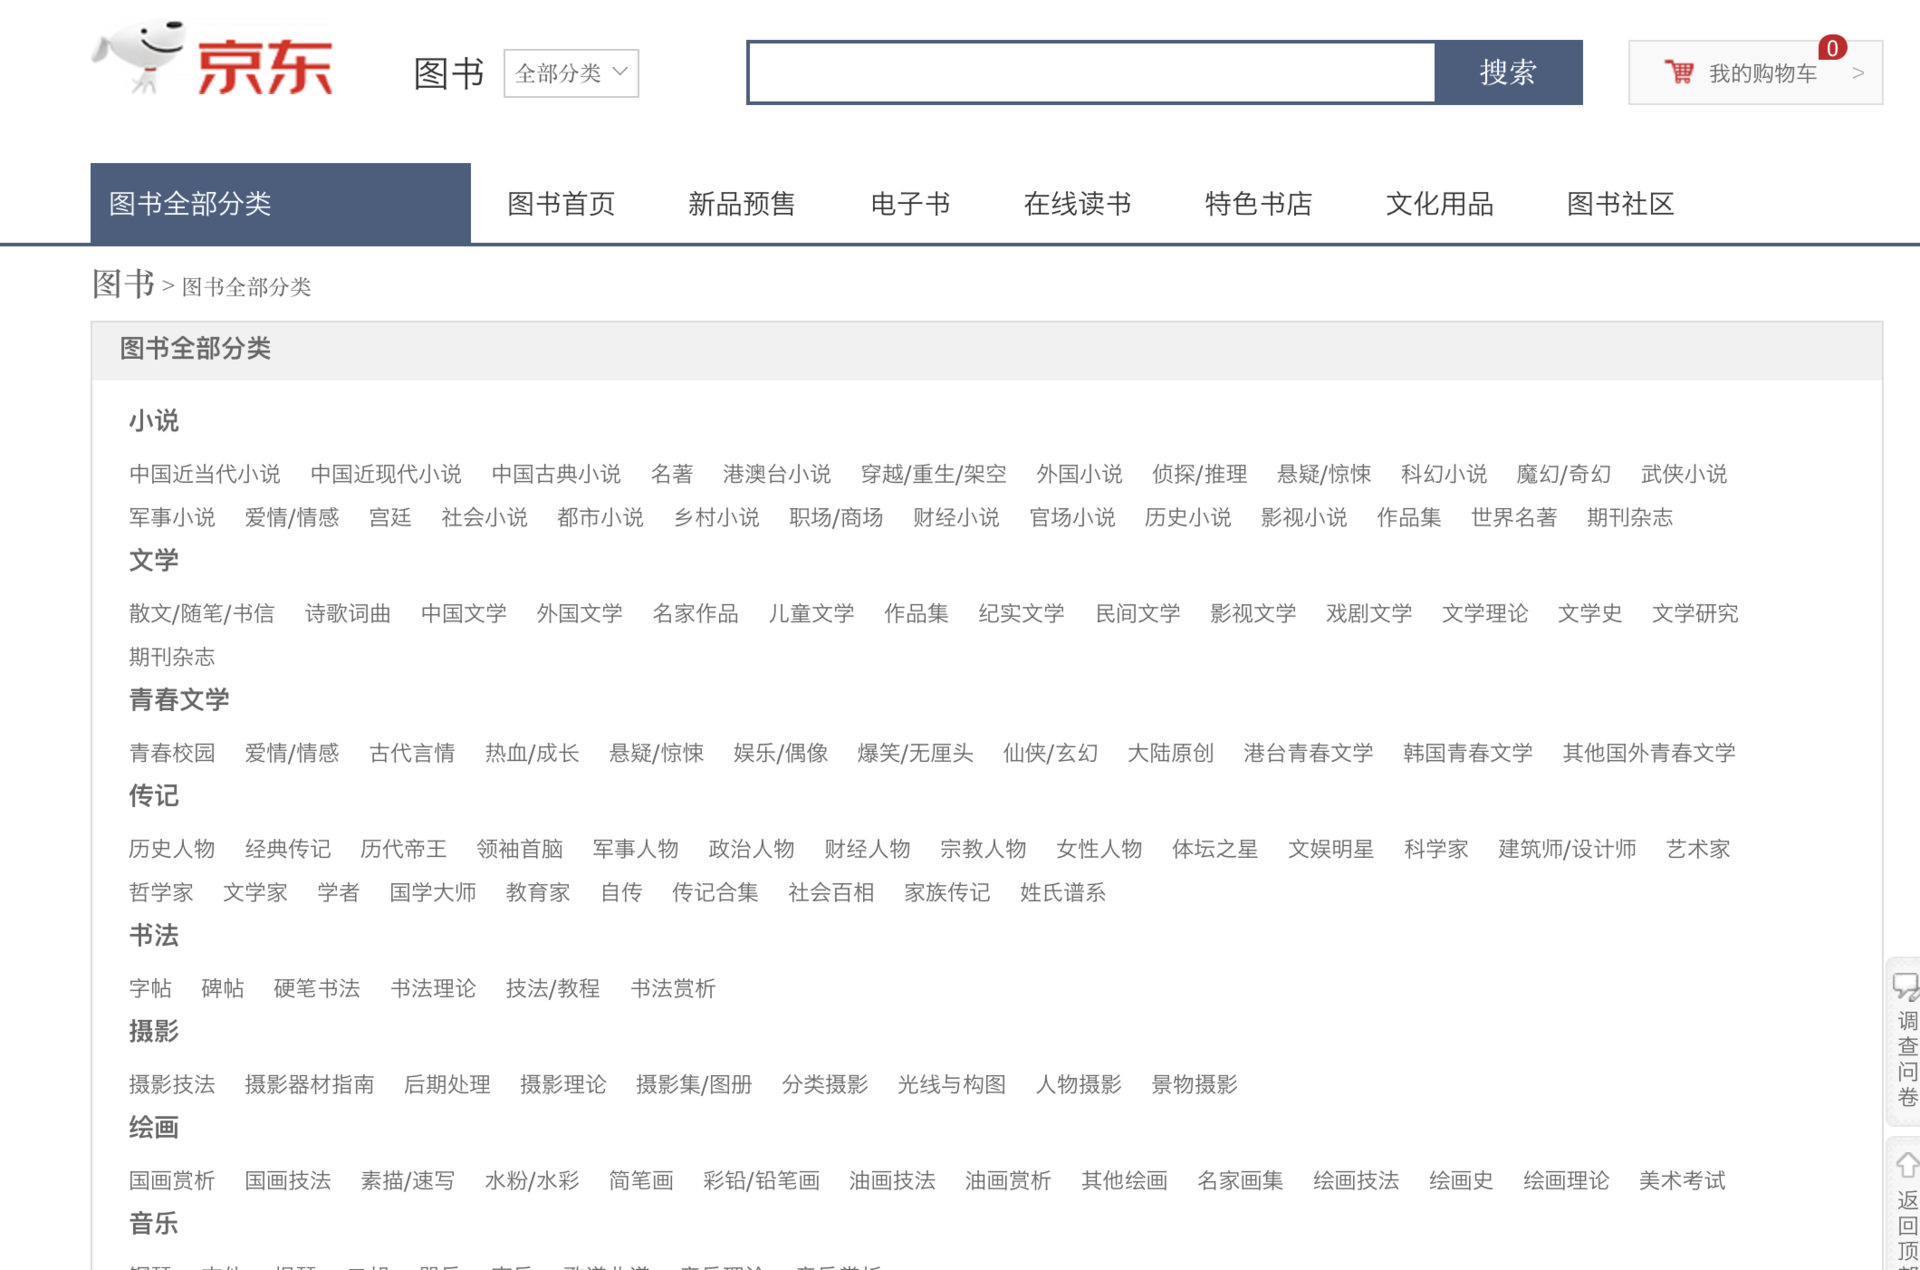 京东
图书 全部分类
搜索
我的购物车 0 >
图书全部分类 图书首页 新品预售 电子书 在线读书 特色书店 文化用品 图书社区
图书 > 图书全部分类
图书全部分类
小说
中国近当代小说 中国近现代小说 中国古典小说 名著 港澳台小说 穿越/重生/架空 外国小说 侦探/推理 悬疑/惊悚 科幻小说 魔幻/奇幻 武侠小说
军事小说 爱情/情感 宫廷 社会小说 都市小说 乡村小说 职场/商场 财经小说 官场小说 历史小说 影视小说 作品集 世界名著 期刊杂志
文学
散文/随笔/书信 诗歌词曲 中国文学 外国文学 名家作品 儿童文学 作品集 纪实文学 民间文学 影视文学 戏剧文学 文学理论 文学史 文学研究
期刊杂志
青春文学
青春校园 爱情/情感 古代言情 热血/成长 悬疑/惊悚 娱乐/偶像 爆笑/无厘头 仙侠/玄幻 大陆原创 港台青春文学 韩国青春文学 其他国外青春文学
传记
历史人物 经典传记 历代帝王 领袖首脑 军事人物 政治人物 财经人物 宗教人物 女性人物 体坛之星 文娱明星 科学家 建筑师/设计师 艺术家
哲学家 文学家 学者 国学大师 教育家 自传 传记合集 社会百相 家族传记 姓氏谱系
书法
字帖 碑帖 硬笔书法 书法理论 技法/教程 书法赏析
摄影
摄影技法 摄影器材指南 后期处理 摄影理论 摄影集/图册 分类摄影 光线与构图 人物摄影 景物摄影
绘画
国画赏析 国画技法 素描/速写 水粉/水彩 简笔画 彩铅/铅笔画 油画技法 油画赏析 其他绘画 名家画集 绘画技法 绘画史 绘画理论 美术考试
音乐
调查问卷
返回顶